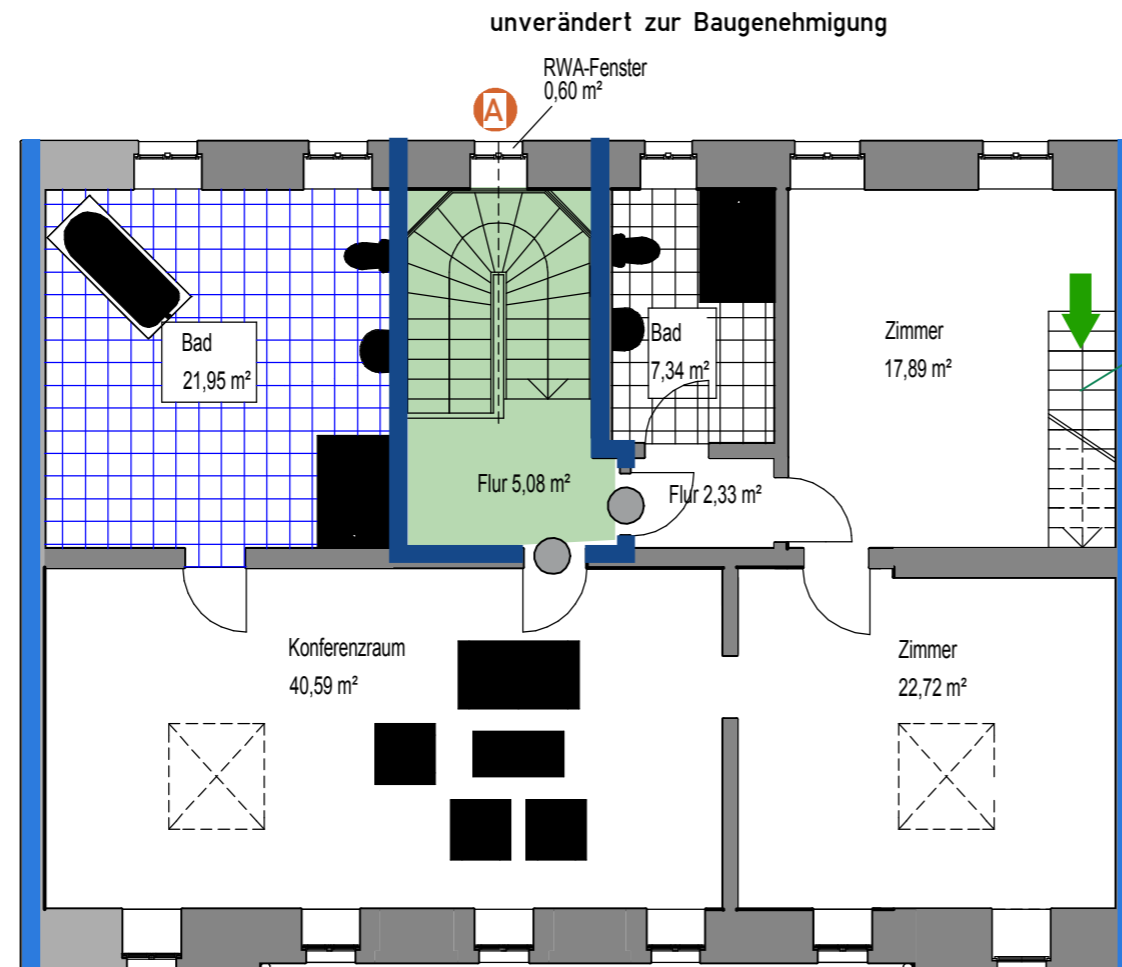 unverändert zur Baugenehmigung
RWA-Fenster
0,60 m²
A
Bad
21,95 m²
Bad
7,34 m²
Zimmer
17,89 m²
Flur 5,08 m²
Flur 2,33 m²
Konferenzraum
40,59 m²
Zimmer
22,72 m²